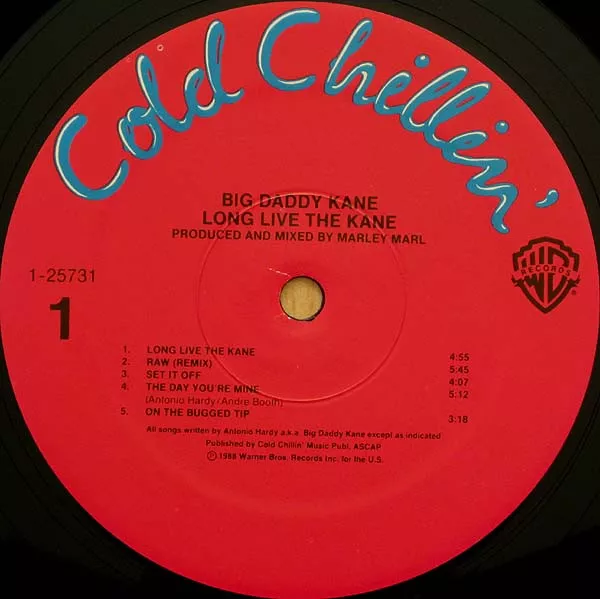 Cold Chillin'
BIG DADDY KANE
LONG LIVE THE KANE
PRODUCED AND MIXED BY MARLEY MARL
1-25731
1
WB
RECORDS
1. LONG LIVE THE KANE 4:55
2. RAW (REMIX) 5:45
3. SET IT OFF 4:07
4. THE DAY YOU'RE MINE 5:12
(Antonio Hardy/Andre Booth)
5. ON THE BUGGED TIP 3:18
All songs written by Antonio Hardy a.k.a. Big Daddy Kane except as indicated
Published by Cold Chillin' Music Publ, ASCAP
Ⓟ 1988 Warner Bros. Records Inc. for the U.S.